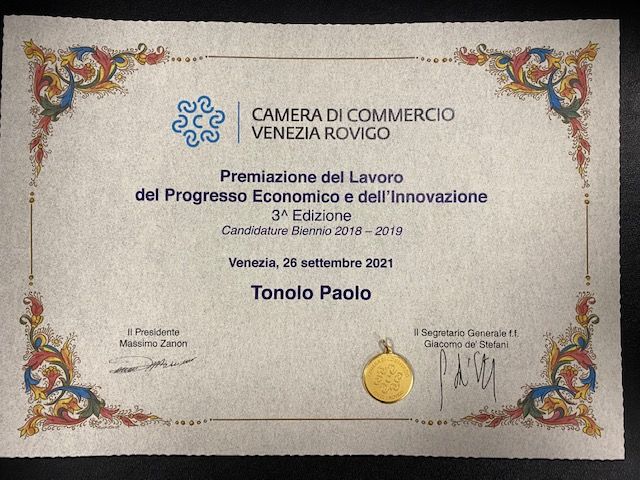 C
CAMERA DI COMMERCIO
VENEZIA ROVIGO
Premiazione del Lavoro
del Progresso Economico e dell'Innovazione
3^ Edizione
Candidature Biennio 2018 – 2019
Venezia, 26 settembre 2021
Tonolo Paolo
Il Presidente
Massimo Zanon
Il Segretario Generale f.f.
Giacomo de' Stefani